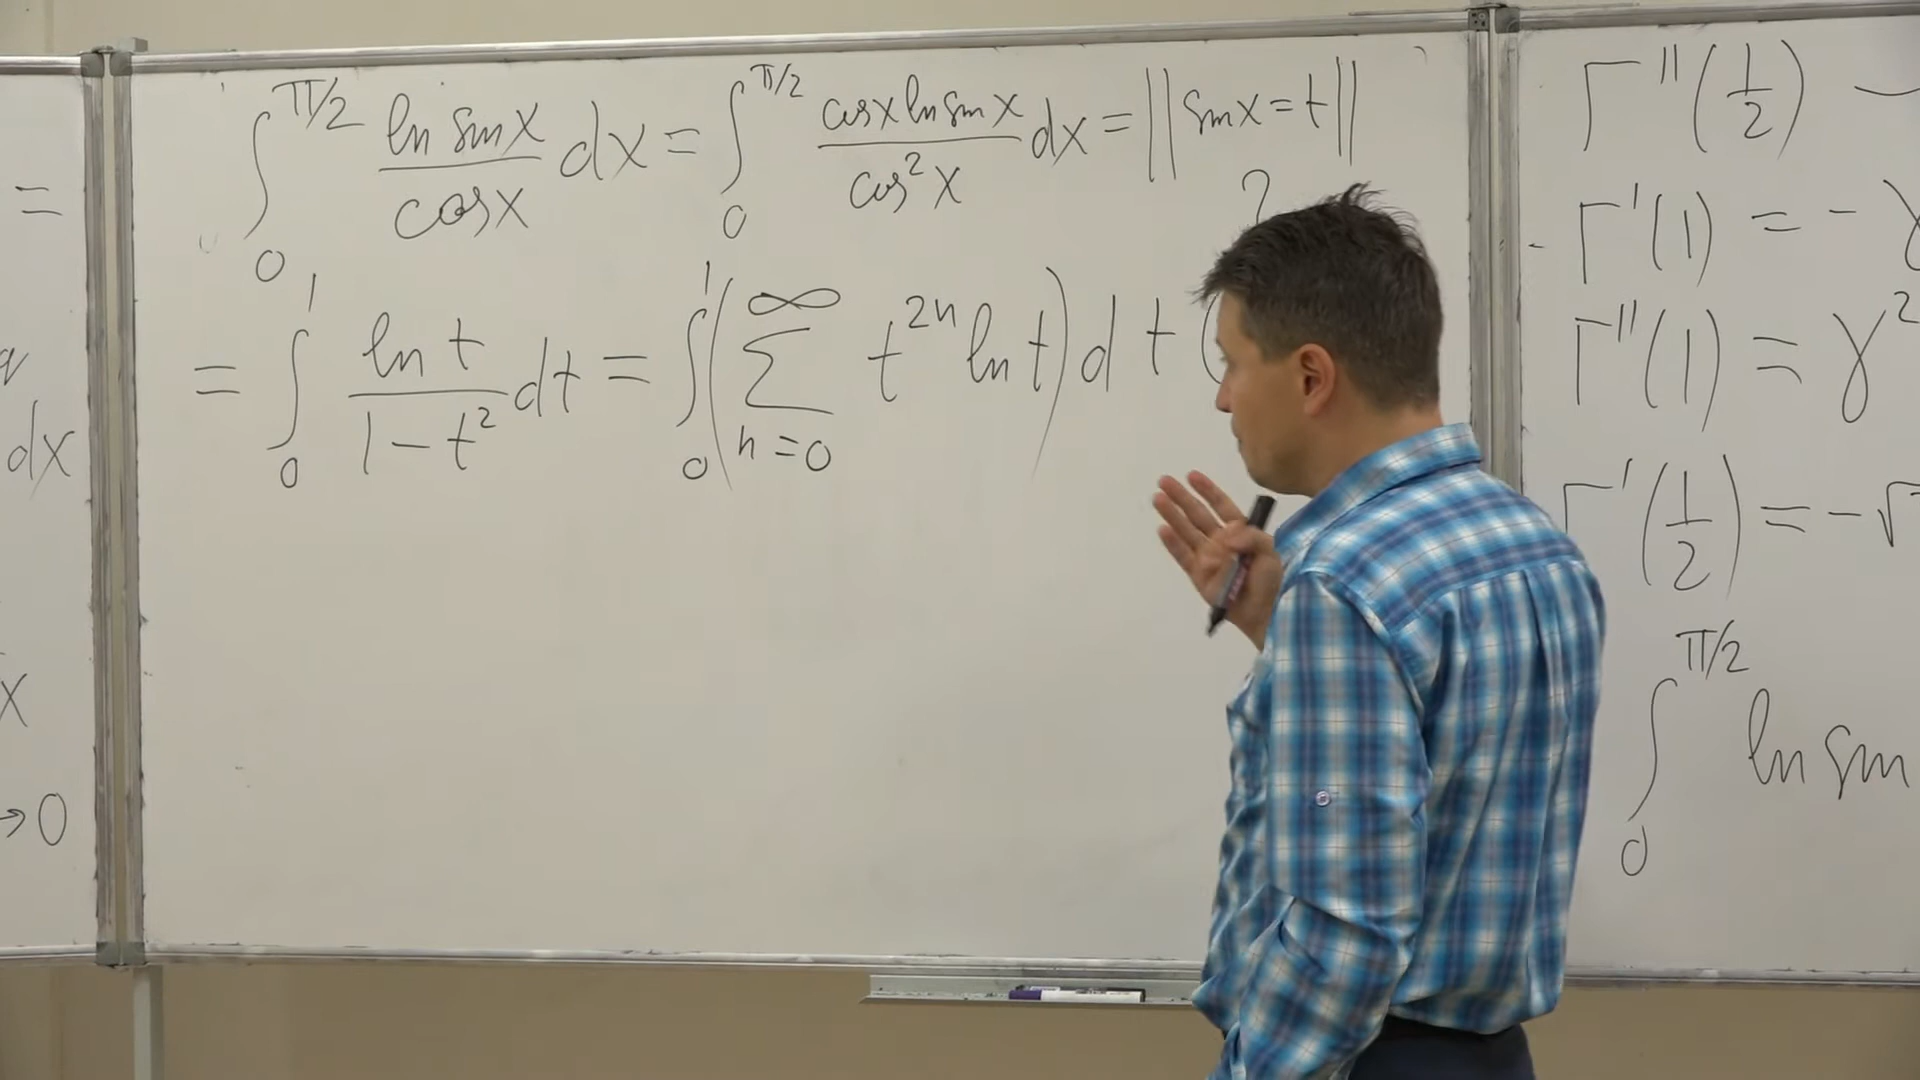 =
dx
x
→0
∫₀^{π/2} ln sin x / cos x dx = ∫₀^{π/2} cos x ln sin x / cos² x dx = || sin x = t ||
?
= ∫₀¹ ln t / (1 − t²) dt = ∫₀¹ ( ∑_{n=0}^{∞} t^{2n} ln t ) dt (
Γ''(1/2) −
Γ'(1) = − γ
Γ''(1) = γ²
Γ'(1/2) = − √
∫₀^{π/2} ln sin